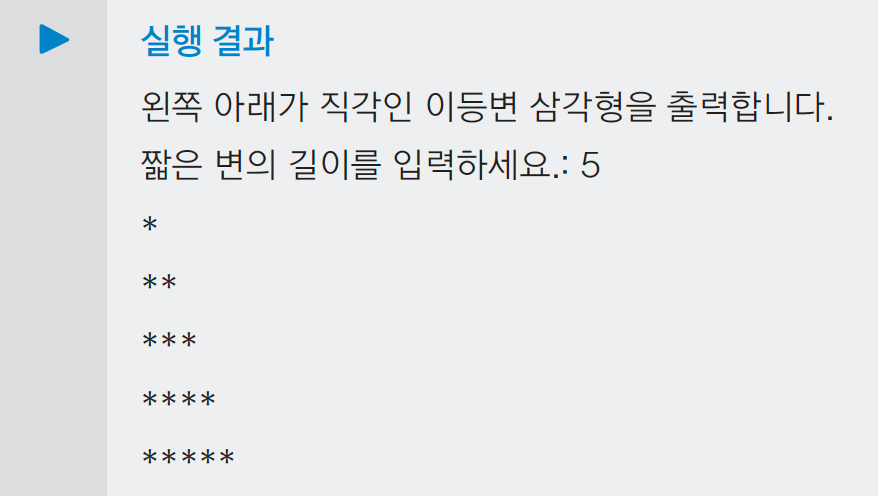 실행 결과
왼쪽 아래가 직각인 이등변 삼각형을 출력합니다.
짧은 변의 길이를 입력하세요.: 5
*
**
***
****
*****